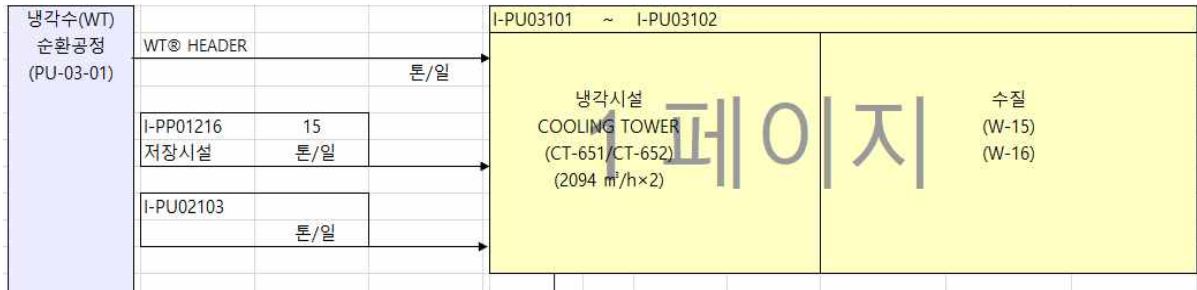 냉각수(WT)
순환공정
(PU-03-01)
WT® HEADER
톤/일
I-PP01216 15
저장시설 톤/일
I-PU02103
톤/일
I-PU03101 ~ I-PU03102
냉각시설
COOLING TOWER
(CT-651/CT-652)
(2094 ㎥/h×2)
수질
(W-15)
(W-16)
1 페이지